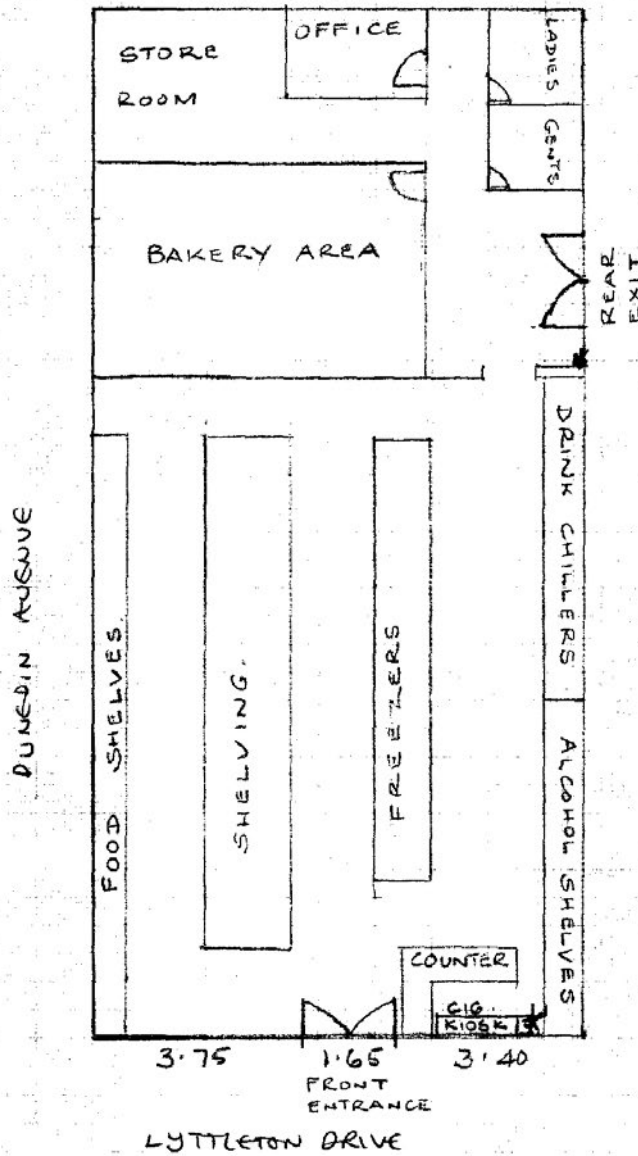 OFFICE
STORE
ROOM
LADIES
GENTS
BAKERY AREA
REAR
EXIT
DRINK CHILLERS
DUNEDIN AVENUE
FOOD SHELVES.
SHELVING.
FREEZERS
ALCOHOL SHELVES
COUNTER
KIOSK
3.75
1.65
3.40
FRONT
ENTRANCE
LYTTLETON DRIVE